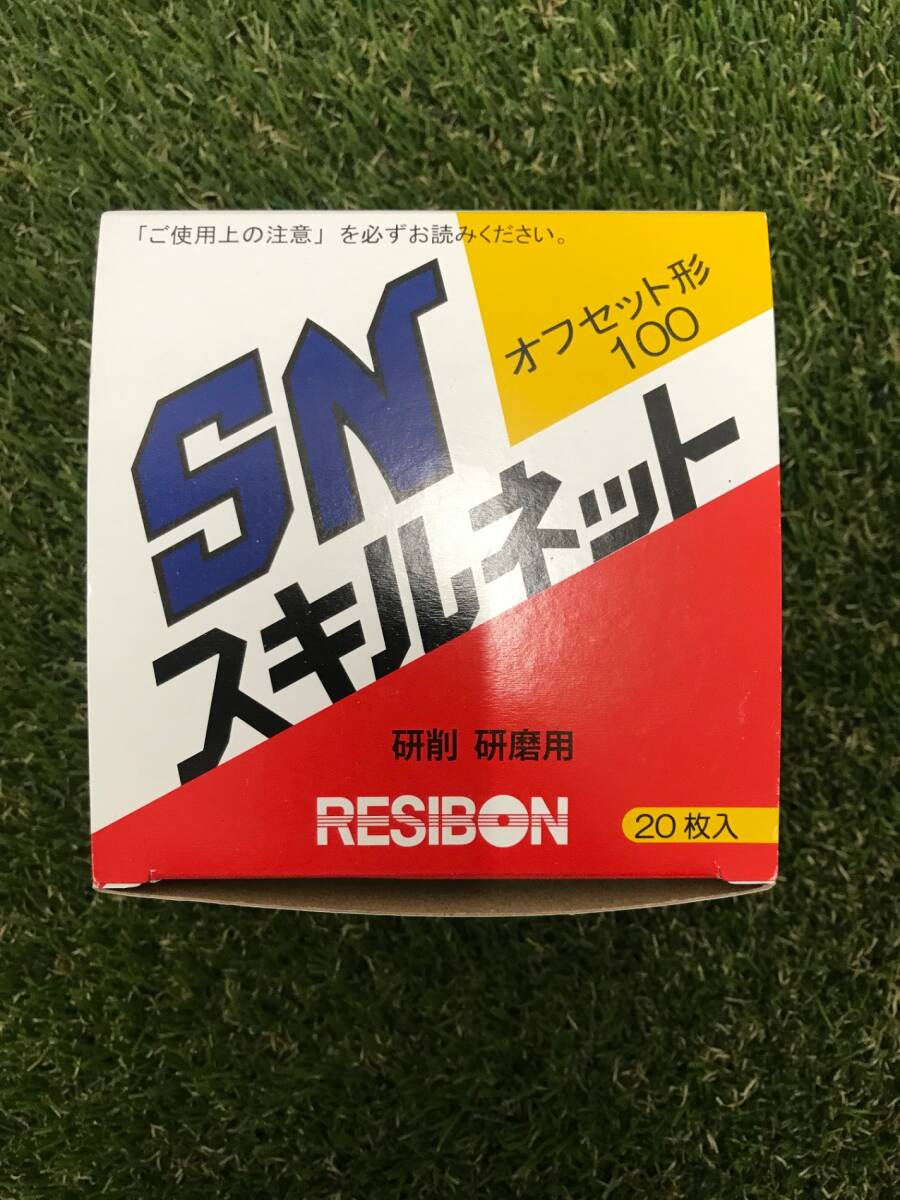 「ご使用上の注意」を必ずお読みください。
オフセット形
100
SN
スキルネット
研削 研磨用
RESIBON
20枚入